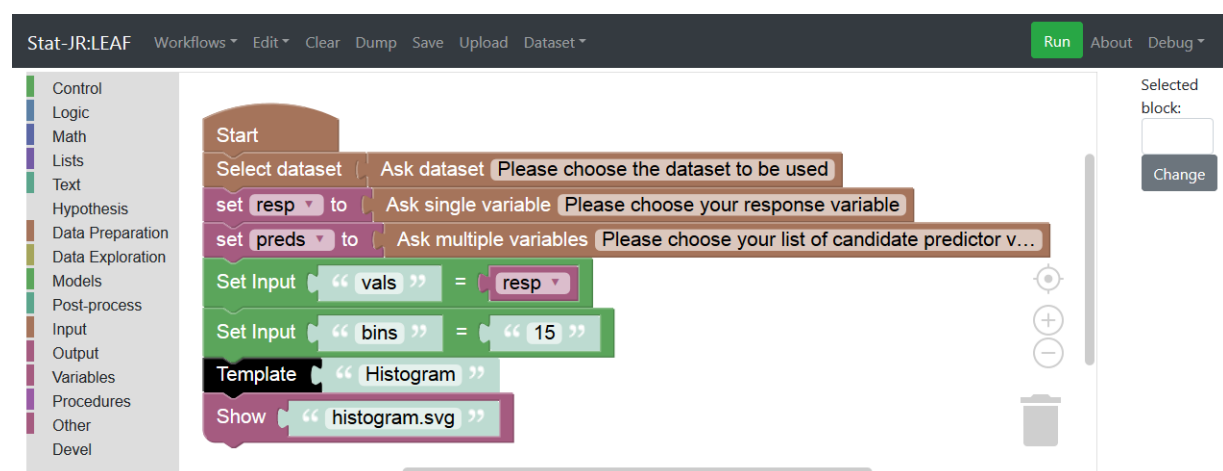 Stat-JR:LEAF Workflows Edit Clear Dump Save Upload Dataset Run About Debug
Control
Logic
Math
Lists
Text
Hypothesis
Data Preparation
Data Exploration
Models
Post-process
Input
Output
Variables
Procedures
Other
Devel
Start
Select dataset Ask dataset Please choose the dataset to be used
set resp to Ask single variable Please choose your response variable
set preds to Ask multiple variables Please choose your list of candidate predictor v...
Set Input “ vals ” = resp
Set Input “ bins ” = “ 15 ”
Template “ Histogram ”
Show “ histogram.svg ”
Selected
block:
Change